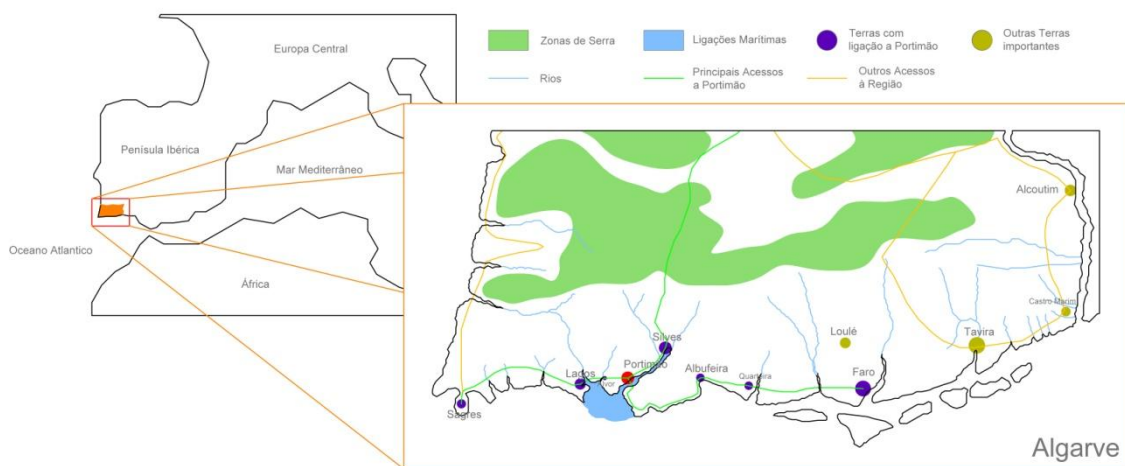 Europa Central
Penísula Ibérica
Mar Mediterrâneo
Oceano Atlantico
África
Zonas de Serra
Ligações Marítimas
Terras com
ligação a Portimão
Outras Terras
importantes
Rios
Principais Acessos
a Portimão
Outros Acessos
à Região
Alcoutim
Castro Marim
Silves
Loulé
Tavira
Portimão
Albufeira
Quarteira
Faro
Lagos
Alvor
Sagres
Algarve